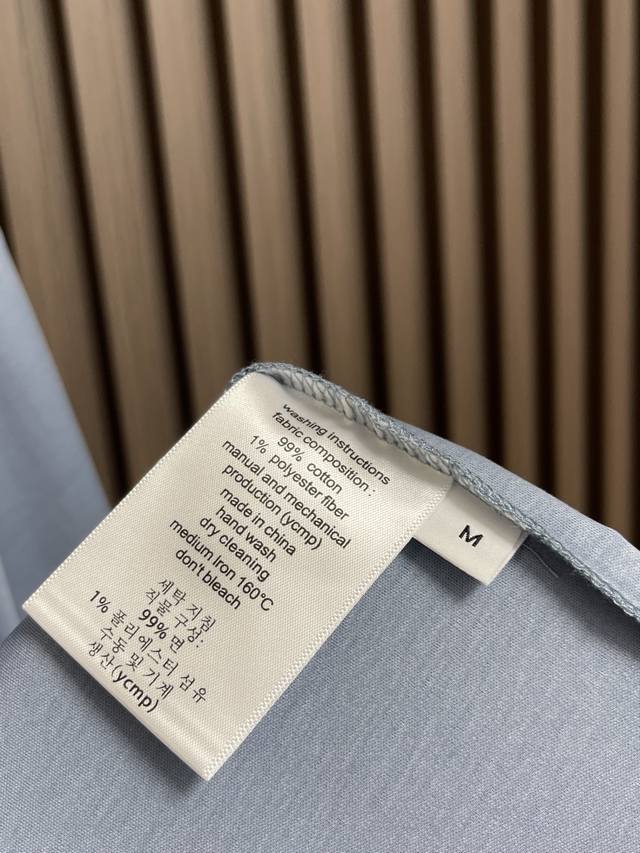 washing instructions
fabric composition :
99% cotton
1% polyester fiber
manual and mechanical
production (ycmp)
made in china
hand wash
dry cleaning
medium Iron 160°C
don't bleach
세탁 지침
직물 구성:
99% 면
1% 폴리에스터 섬유
수동 및 기계
생산(ycmp)
M